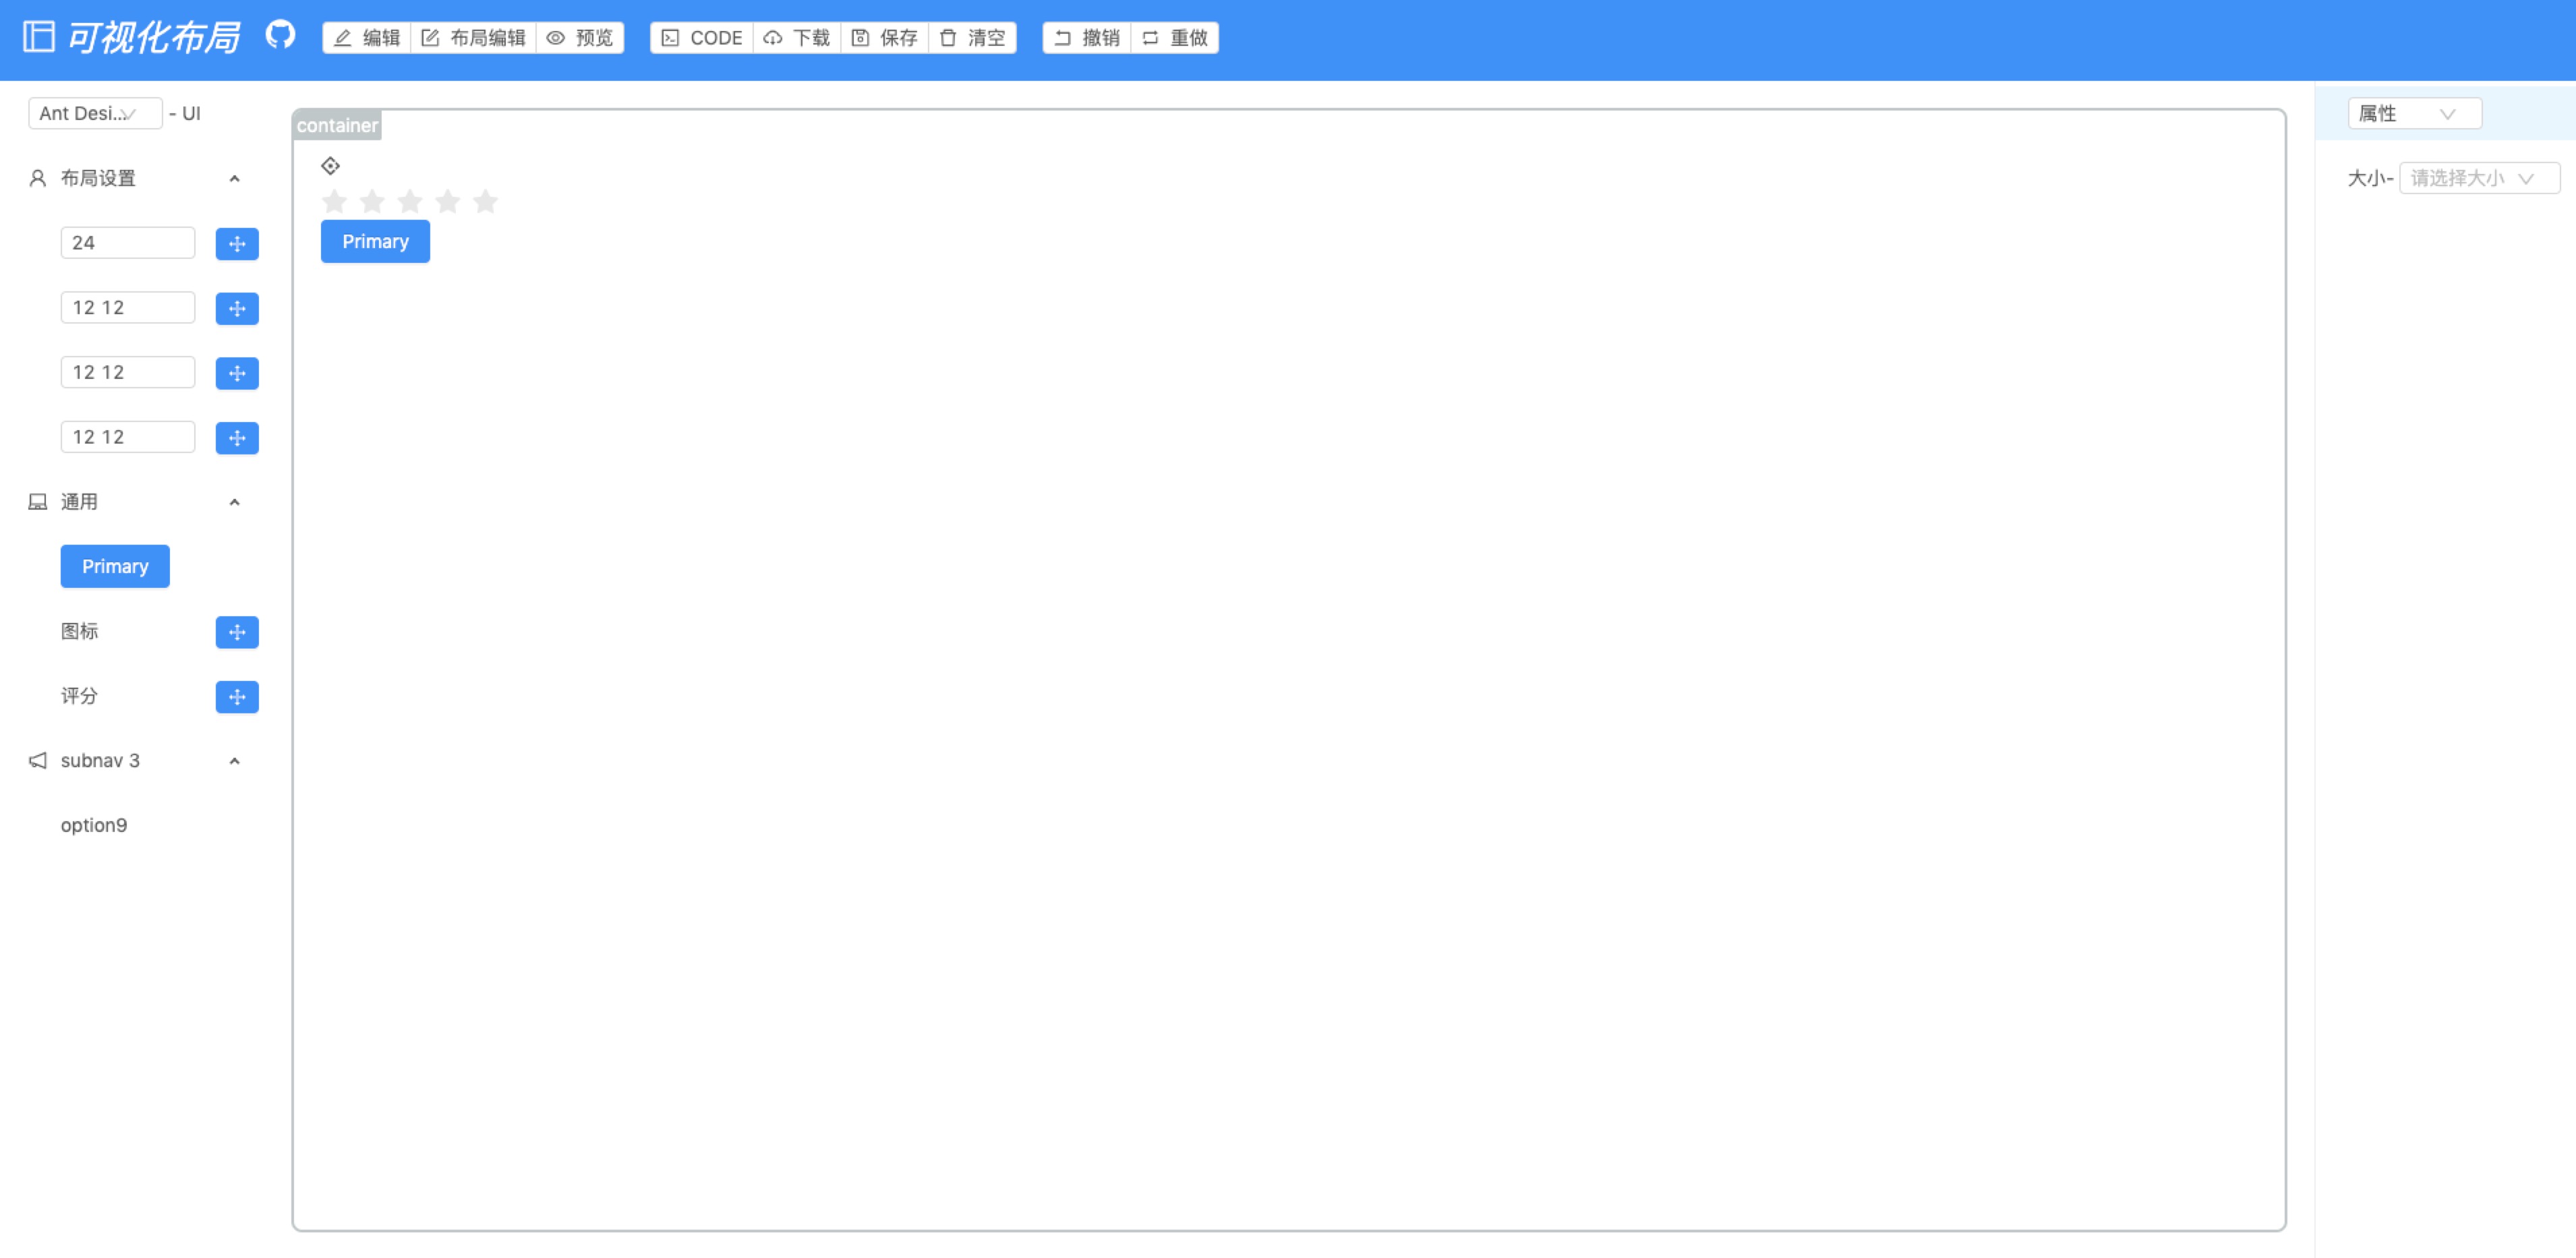 可视化布局
编辑 布局编辑 预览 CODE 下载 保存 清空 撤销 重做
Ant Desi... - UI
布局设置
24
12 12
12 12
12 12
通用
Primary
图标
评分
subnav 3
option9
container
Primary
属性
大小- 请选择大小